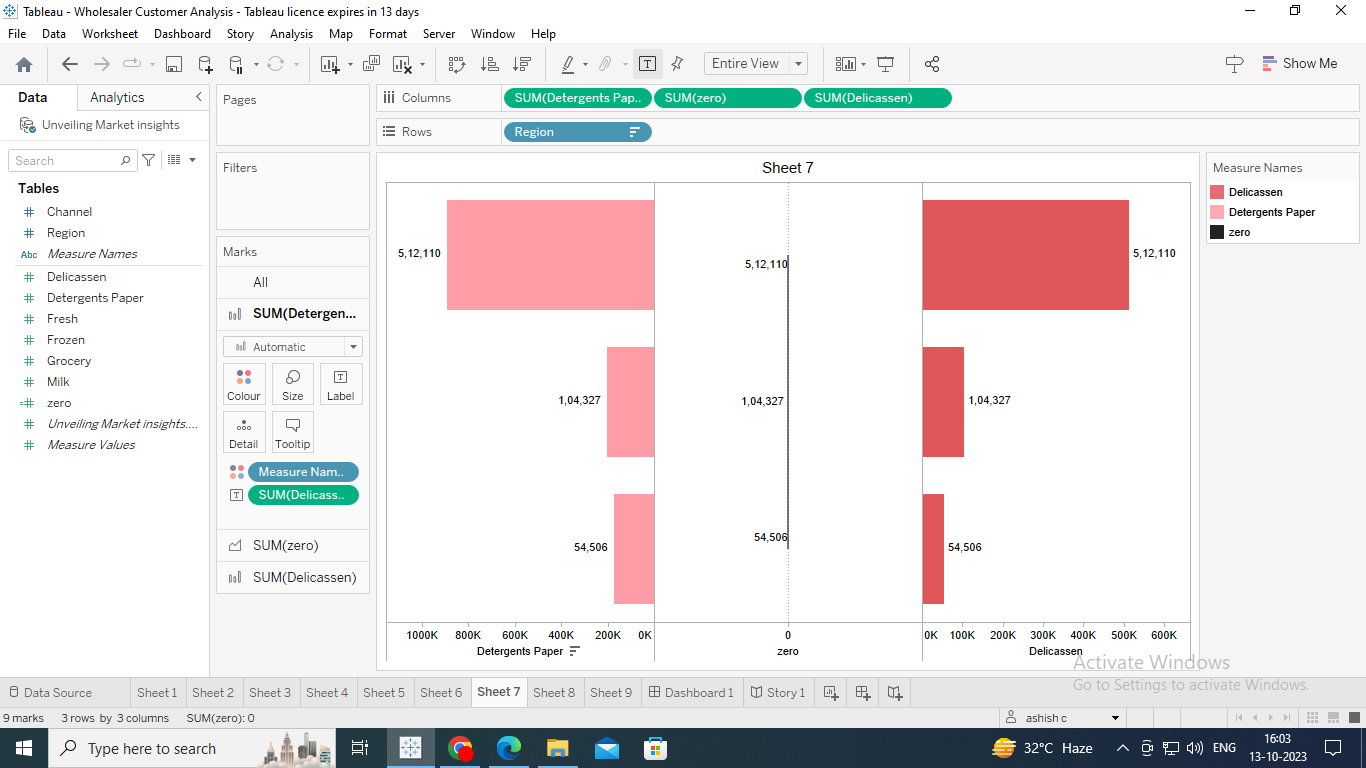 Tableau - Wholesaler Customer Analysis - Tableau licence expires in 13 days
File Data Worksheet Dashboard Story Analysis Map Format Server Window Help
Entire View
Show Me
Data Analytics
Unveiling Market insights
Search
Tables
Channel
Region
Abc Measure Names
Delicassen
Detergents Paper
Fresh
Frozen
Grocery
Milk
zero
Unveiling Market insights....
Measure Values
Pages
Filters
Marks
All
SUM(Detergen...
Automatic
Colour Size Label
Detail Tooltip
Measure Nam..
SUM(Delicass..
SUM(zero)
SUM(Delicassen)
Columns SUM(Detergents Pap.. SUM(zero) SUM(Delicassen)
Rows Region
Sheet 7
5,12,110 5,12,110 5,12,110
1,04,327 1,04,327 1,04,327
54,506 54,506 54,506
1000K 800K 600K 400K 200K 0K 0 0K 100K 200K 300K 400K 500K 600K
Detergents Paper zero Delicassen
Measure Names
Delicassen
Detergents Paper
zero
Activate Windows
Go to Settings to activate Windows.
Data Source Sheet 1 Sheet 2 Sheet 3 Sheet 4 Sheet 5 Sheet 6 Sheet 7 Sheet 8 Sheet 9 Dashboard 1 Story 1
9 marks 3 rows by 3 columns SUM(zero): 0 ashish c
Type here to search 32°C Haze ENG 16:03
13-10-2023